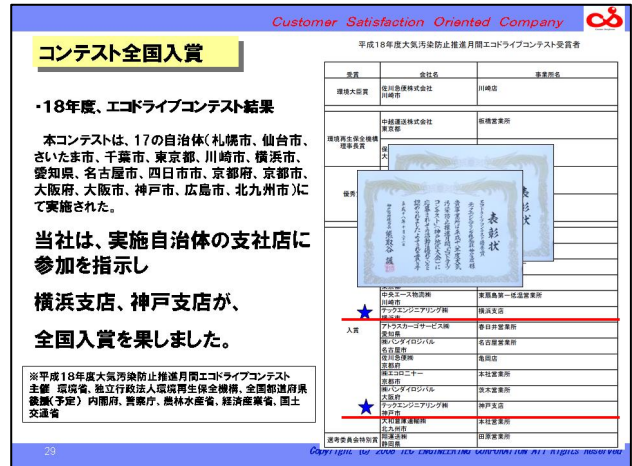 Customer Satisfaction Oriented Company
コンテスト全国入賞
・18年度、エコドライブコンテスト結果
本コンテストは、17の自治体(札幌市、仙台市、
さいたま市、千葉市、東京都、川崎市、横浜市、
愛知県、名古屋市、四日市市、京都府、京都市、
大阪府、大阪市、神戸市、広島市、北九州市)に
て実施された。
当社は、実施自治体の支社店に
参加を指示し
横浜支店、神戸支店が、
全国入賞を果しました。
※平成18年度大気汚染防止推進月間エコドライブコンテスト
主催 環境省、独立行政法人環境再生保全機構、全国都道府県
後援(予定) 内閣府、警察庁、農林水産省、経済産業省、国土
交通省
平成18年度大気汚染防止推進月間エコドライブコンテスト受賞者
受賞 会社名 事業所名
環境大臣賞 佐川急便株式会社 川崎店
川崎市
環境再生保全機構
理事長賞
中越運送株式会社 板橋営業所
東京都
優秀
表彰状
表彰状
入賞
中央エース物流㈱ 東扇島第一低温営業所
川崎市
テックエンジニアリング㈱ 横浜支店
横浜市
アトラスカーゴサービス㈱ 春日井営業所
愛知県
㈱バンダイロジパル 名古屋営業所
名古屋市
佐川急便㈱ 亀岡店
京都府
㈱エコロニナー 本社営業所
京都市
㈱バンダイロジパル 茨木営業所
大阪府
テックエンジニアリング㈱ 神戸支店
神戸市
大和倉庫運輸㈱ 本社営業所
北九州市
選考委員会特別賞 田原営業所
静岡県
29
Copyright (c) 2006 TEC ENGINEERING CORPORATION All rights Reserved